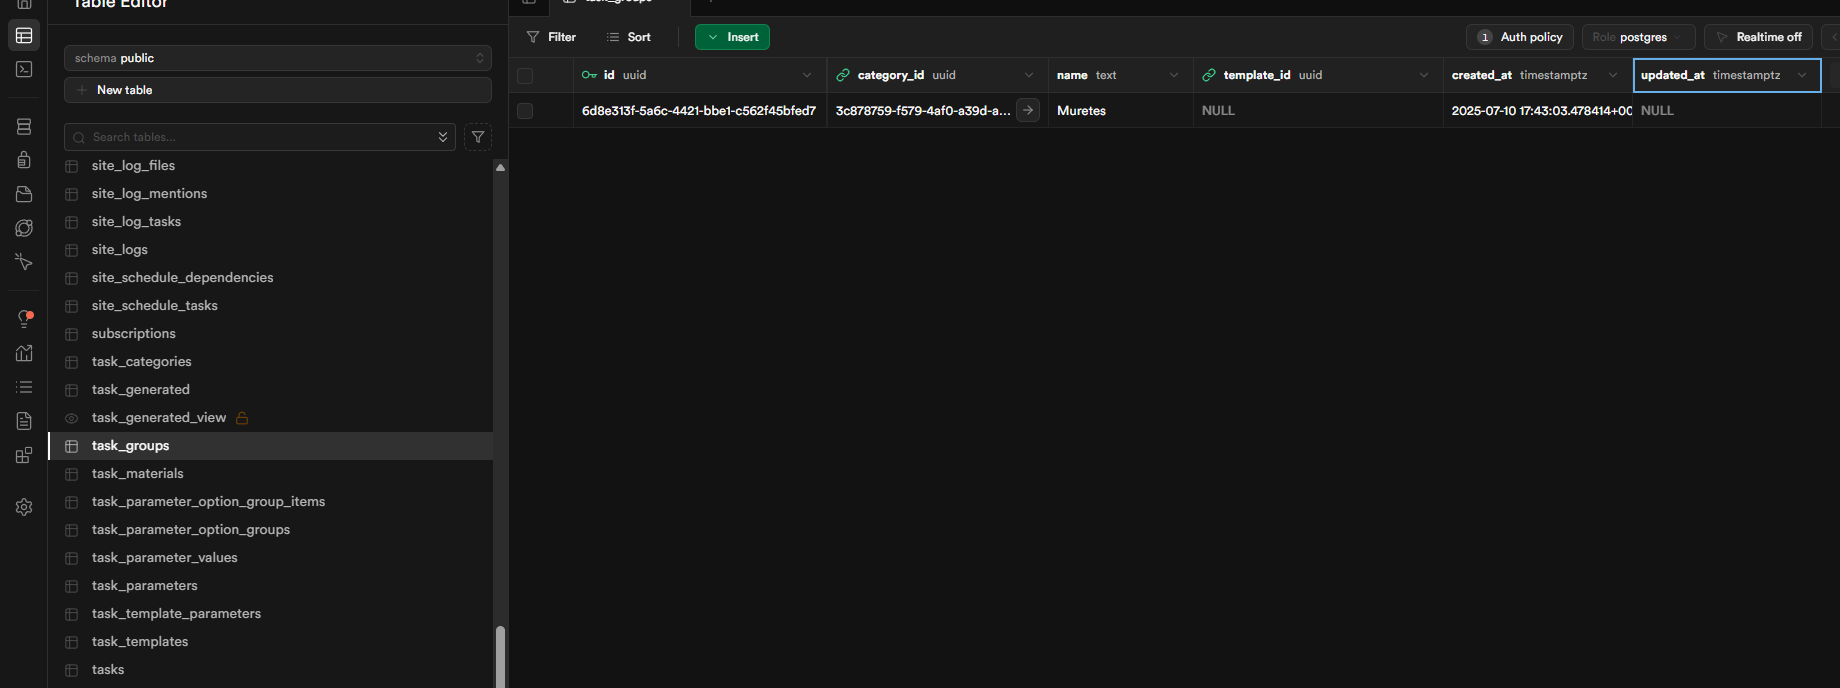 Table Editor
schema public
New table
Search tables...
site_log_files
site_log_mentions
site_log_tasks
site_logs
site_schedule_dependencies
site_schedule_tasks
subscriptions
task_categories
task_generated
task_generated_view
task_groups
task_materials
task_parameter_option_group_items
task_parameter_option_groups
task_parameter_values
task_parameters
task_template_parameters
task_templates
tasks
task_groups
Filter Sort Insert 1 Auth policy Role postgres Realtime off
id uuid category_id uuid name text template_id uuid created_at timestamptz updated_at timestamptz
6d8e313f-5a6c-4421-bbe1-c562f45bfed7 3c878759-f579-4af0-a39d-a... Muretes NULL 2025-07-10 17:43:03.478414+00 NULL